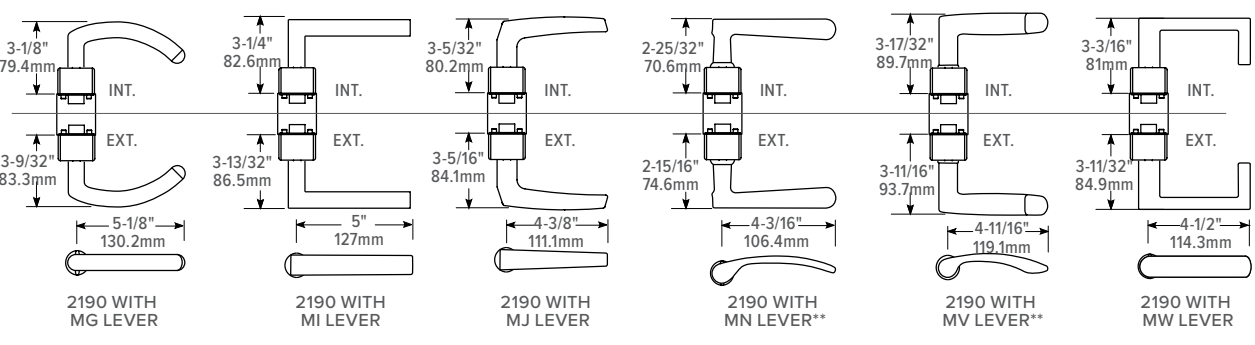 3-1/8"
79.4mm
INT.
EXT.
3-9/32"
83.3mm
5-1/8"
130.2mm
2190 WITH
MG LEVER
3-1/4"
82.6mm
INT.
EXT.
3-13/32"
86.5mm
5"
127mm
2190 WITH
MI LEVER
3-5/32"
80.2mm
INT.
EXT.
3-5/16"
84.1mm
4-3/8"
111.1mm
2190 WITH
MJ LEVER
2-25/32"
70.6mm
INT.
EXT.
2-15/16"
74.6mm
4-3/16"
106.4mm
2190 WITH
MN LEVER**
3-17/32"
89.7mm
INT.
EXT.
3-11/16"
93.7mm
4-11/16"
119.1mm
2190 WITH
MV LEVER**
3-3/16"
81mm
INT.
EXT.
3-11/32"
84.9mm
4-1/2"
114.3mm
2190 WITH
MW LEVER